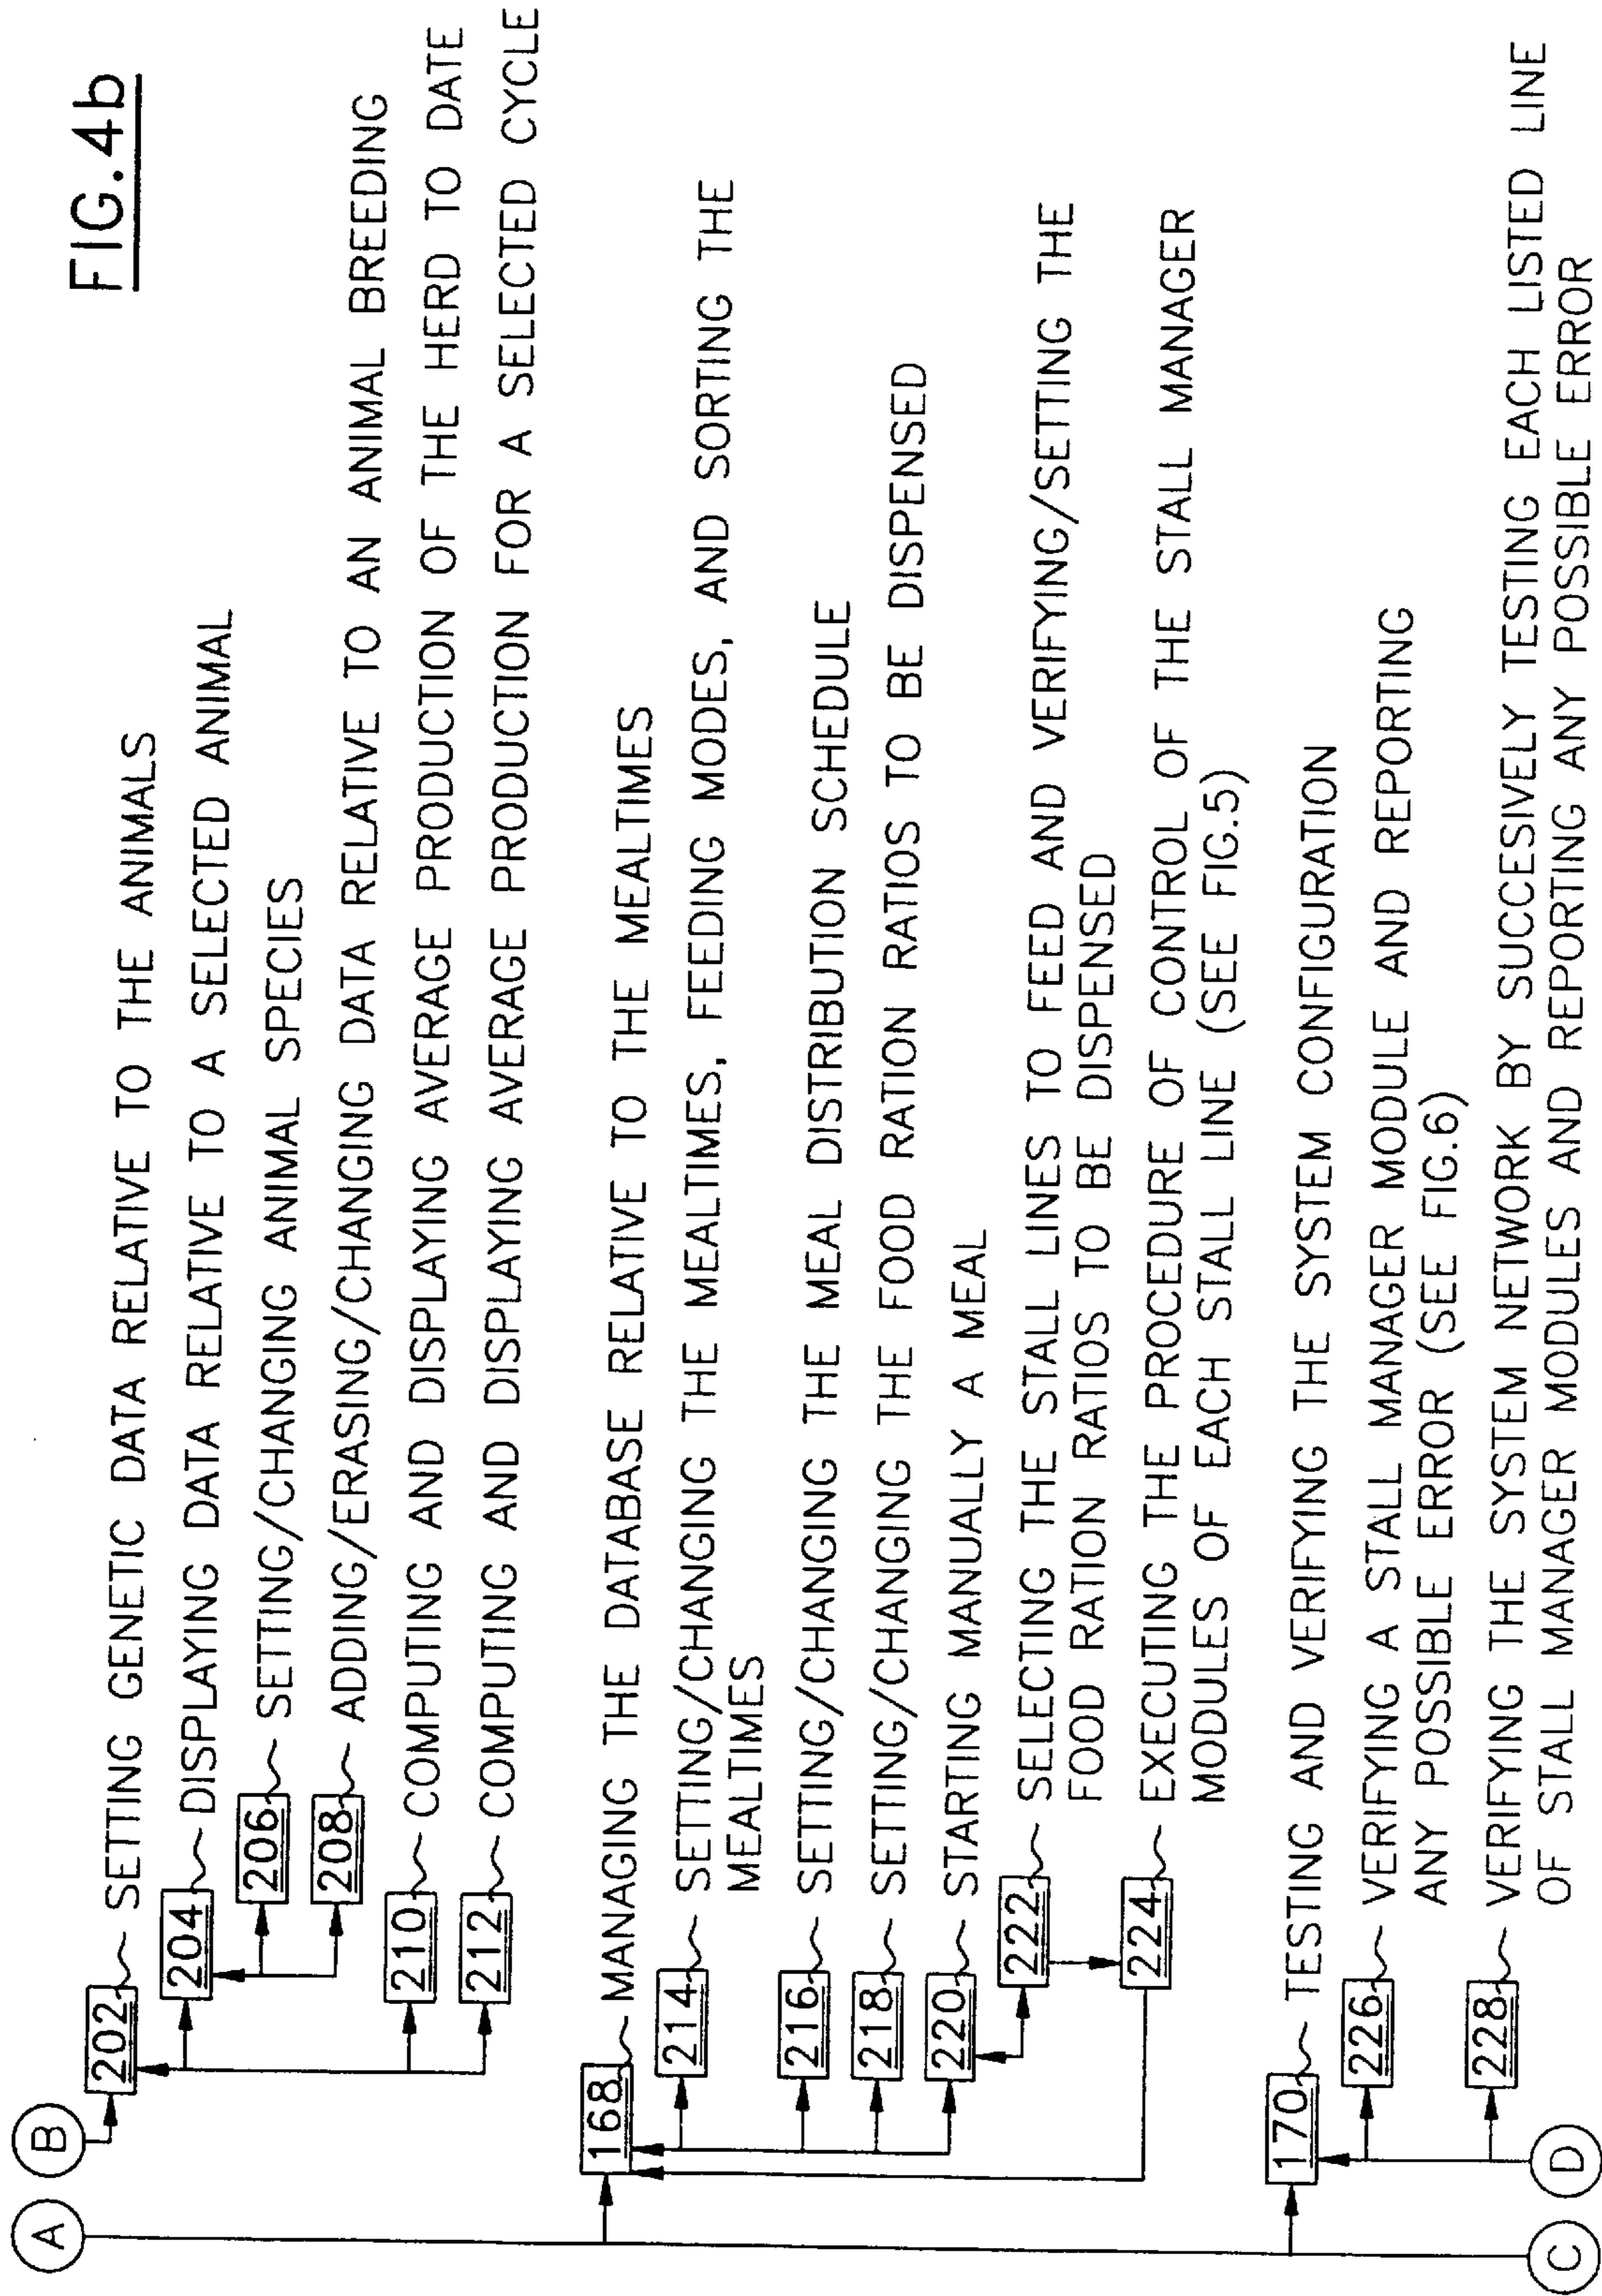 FIG.4b
A
B
202 SETTING GENETIC DATA RELATIVE TO THE ANIMALS
204 DISPLAYING DATA RELATIVE TO A SELECTED ANIMAL
206 SETTING/CHANGING ANIMAL SPECIES
208 ADDING/ERASING/CHANGING DATA RELATIVE TO AN ANIMAL BREEDING
210 COMPUTING AND DISPLAYING AVERAGE PRODUCTION OF THE HERD TO DATE
212 COMPUTING AND DISPLAYING AVERAGE PRODUCTION FOR A SELECTED CYCLE
168 MANAGING THE DATABASE RELATIVE TO THE MEALTIMES
214 SETTING/CHANGING THE MEALTIMES, FEEDING MODES, AND SORTING THE
MEALTIMES
216 SETTING/CHANGING THE MEAL DISTRIBUTION SCHEDULE
218 SETTING/CHANGING THE FOOD RATION RATIOS TO BE DISPENSED
220 STARTING MANUALLY A MEAL
222 SELECTING THE STALL LINES TO FEED AND VERIFYING/SETTING THE
FOOD RATION RATIOS TO BE DISPENSED
224 EXECUTING THE PROCEDURE OF CONTROL OF THE STALL MANAGER
MODULES OF EACH STALL LINE (SEE FIG.5)
170 TESTING AND VERIFYING THE SYSTEM CONFIGURATION
226 VERIFYING A STALL MANAGER MODULE AND REPORTING
ANY POSSIBLE ERROR (SEE FIG.6)
228 VERIFYING THE SYSTEM NETWORK BY SUCCESIVELY TESTING EACH LISTED LINE
OF STALL MANAGER MODULES AND REPORTING ANY POSSIBLE ERROR
C
D